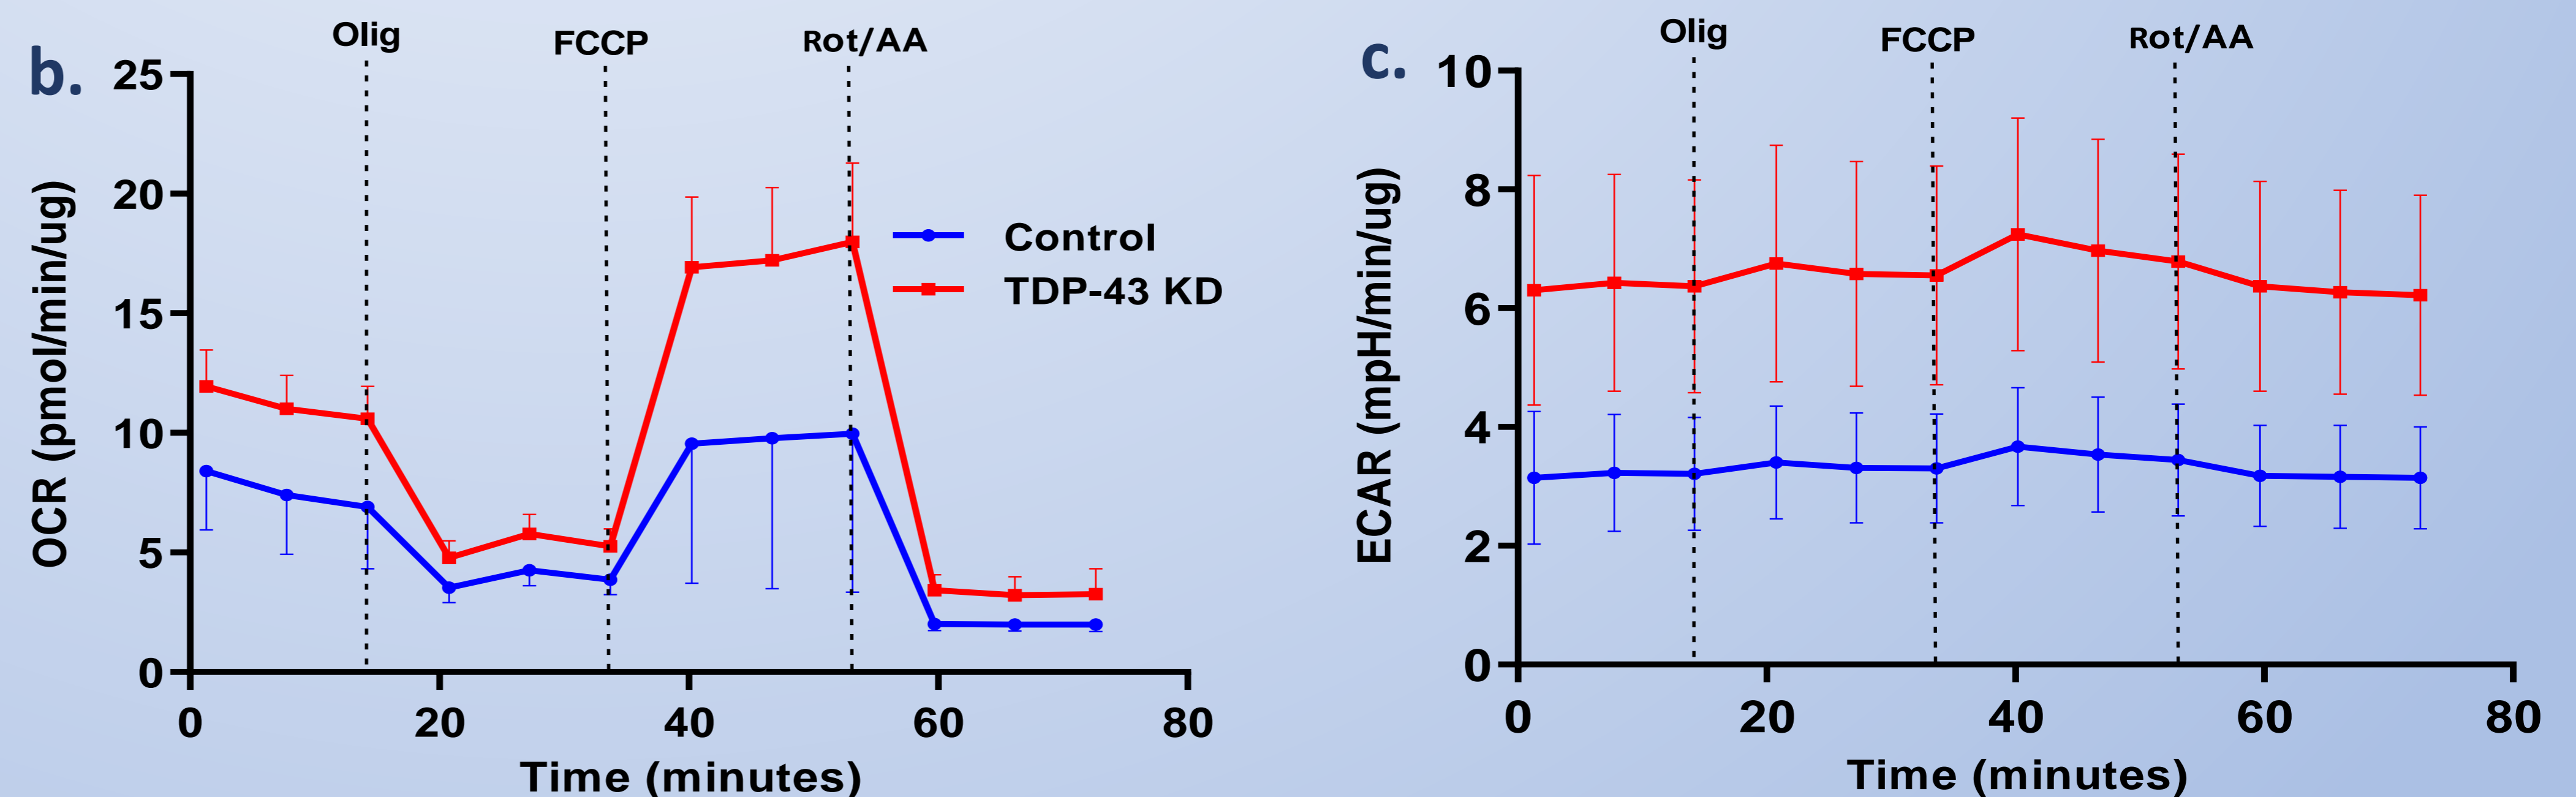 b.
Olig
FCCP
Rot/AA
OCR (pmol/min/ug)
25
20
15
10
5
0
Control
TDP-43 KD
0 20 40 60 80
Time (minutes)
c.
Olig
FCCP
Rot/AA
ECAR (mpH/min/ug)
10
8
6
4
2
0
0 20 40 60 80
Time (minutes)